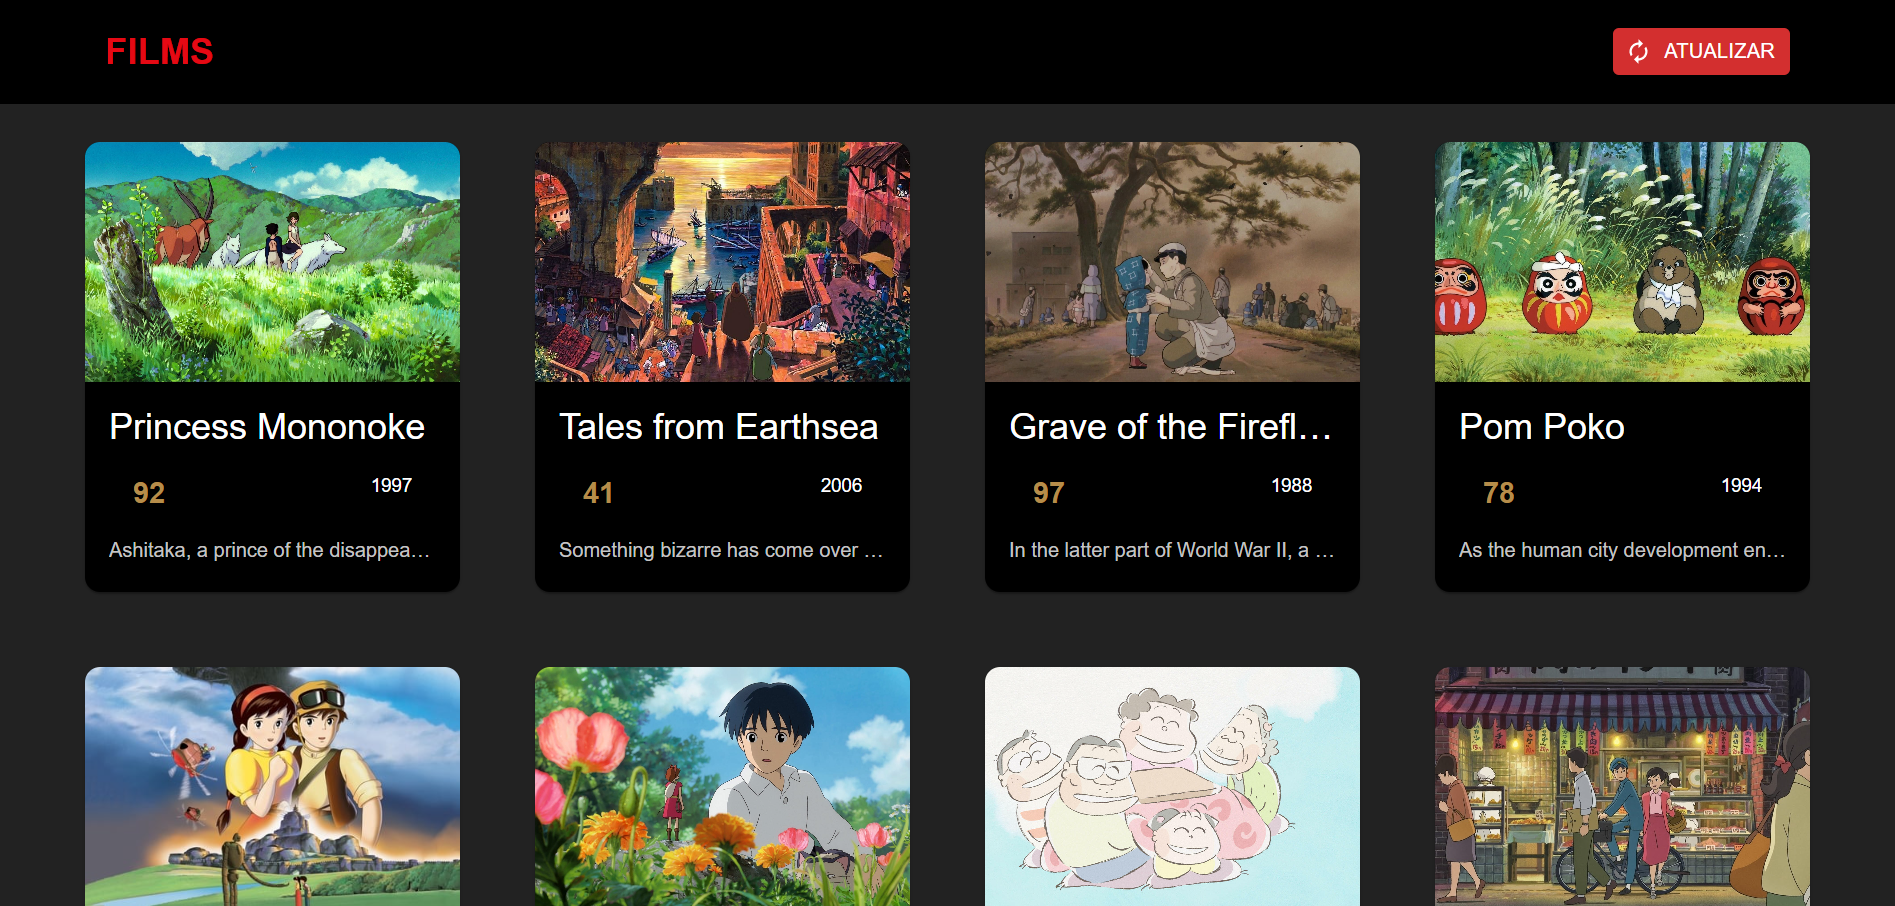 FILMS
ATUALIZAR
Princess Mononoke
92
1997
Ashitaka, a prince of the disappea…
Tales from Earthsea
41
2006
Something bizarre has come over …
Grave of the Firefl…
97
1988
In the latter part of World War II, a …
Pom Poko
78
1994
As the human city development en…